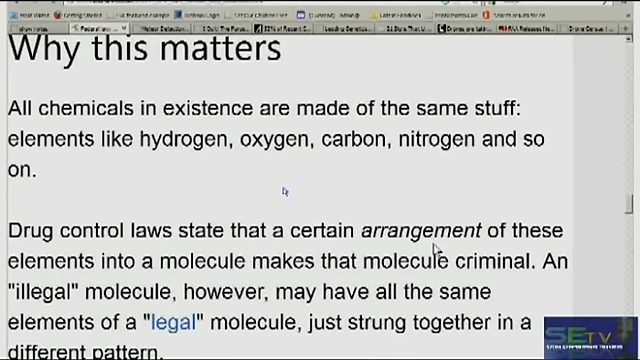 Why this matters
All chemicals in existence are made of the same stuff:
elements like hydrogen, oxygen, carbon, nitrogen and so
on.
Drug control laws state that a certain arrangement of these
elements into a molecule makes that molecule criminal. An
"illegal" molecule, however, may have all the same
elements of a "legal" molecule, just strung together in a
different pattern.
SETV